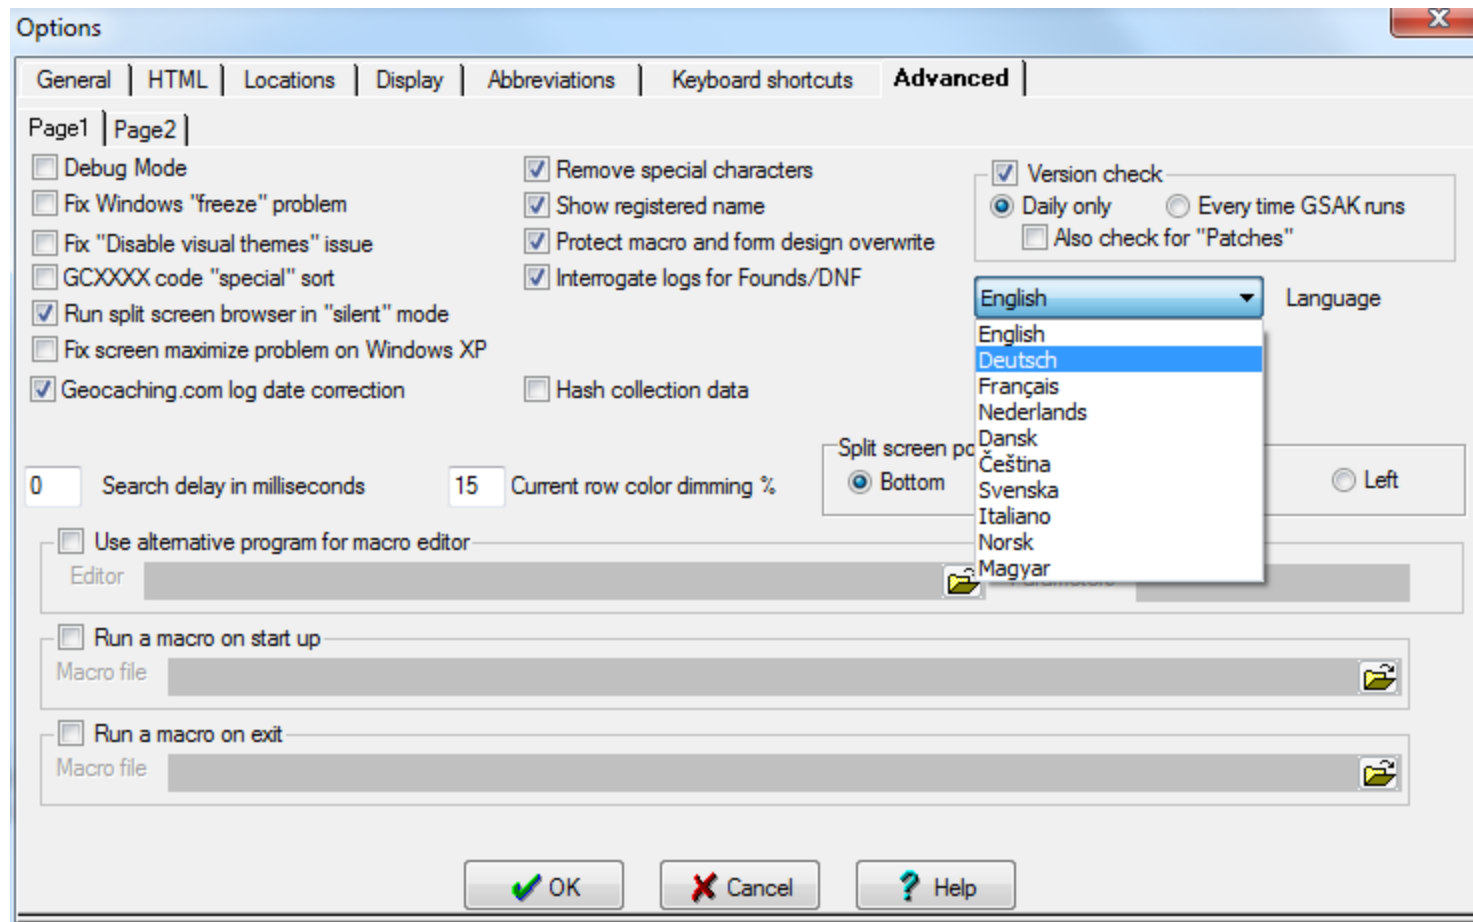 Options
General HTML Locations Display Abbreviations Keyboard shortcuts Advanced
Page1 Page2
Debug Mode
Fix Windows "freeze" problem
Fix "Disable visual themes" issue
GCXXXX code "special" sort
Run split screen browser in "silent" mode
Fix screen maximize problem on Windows XP
Geocaching.com log date correction
Remove special characters
Show registered name
Protect macro and form design overwrite
Interrogate logs for Founds/DNF
Hash collection data
Version check
Daily only Every time GSAK runs
Also check for "Patches"
English Language
English
Deutsch
Français
Nederlands
Dansk
Čeština
Svenska
Italiano
Norsk
Magyar
0 Search delay in milliseconds 15 Current row color dimming %
Split screen
Bottom Left
Use alternative program for macro editor
Editor
Run a macro on start up
Macro file
Run a macro on exit
Macro file
OK Cancel Help